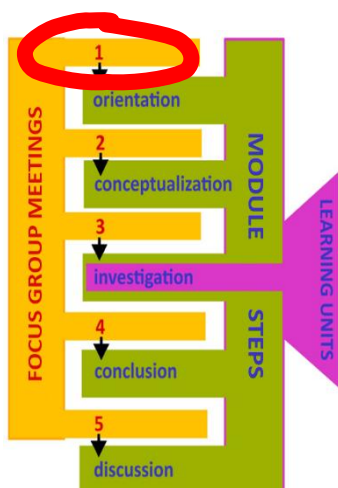 FOCUS GROUP MEETINGS
1
orientation
2
conceptualization
3
investigation
4
conclusion
5
discussion
MODULE
STEPS
LEARNING UNITS